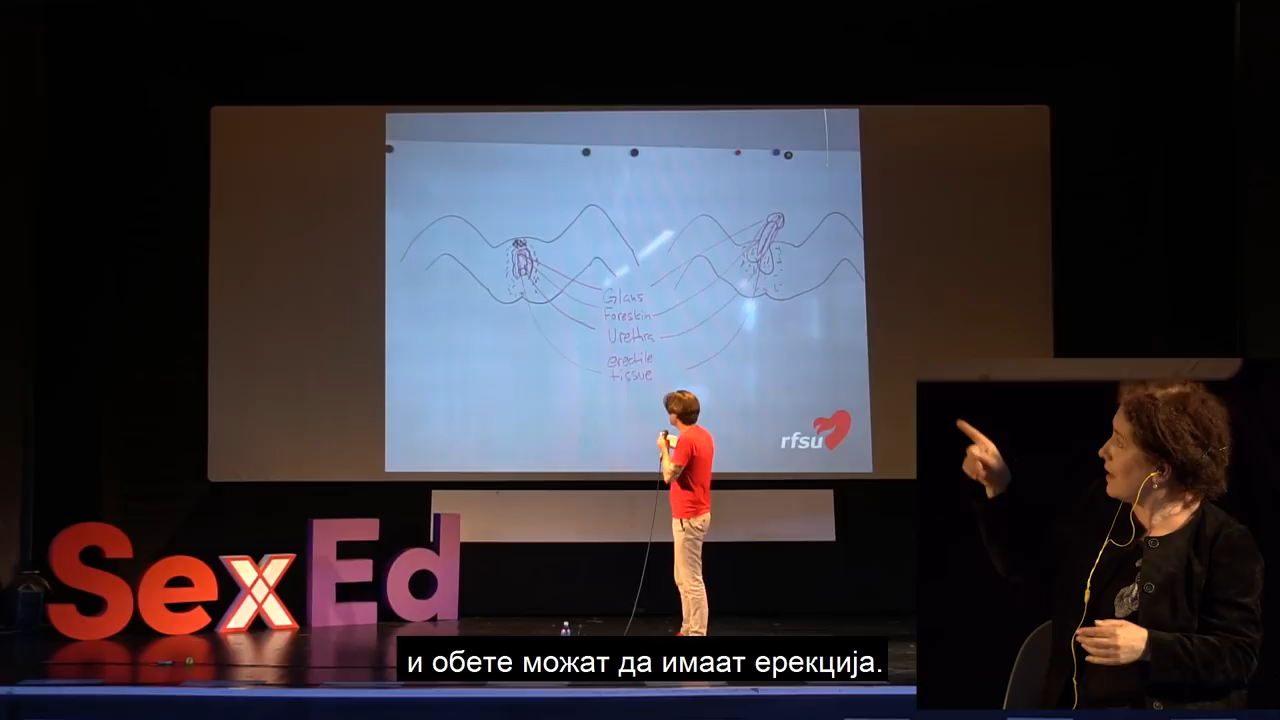 Glans
Foreskin
Urethra
erectile
tissue
rfsu
SexEd
и обете можат да имаат ерекција.